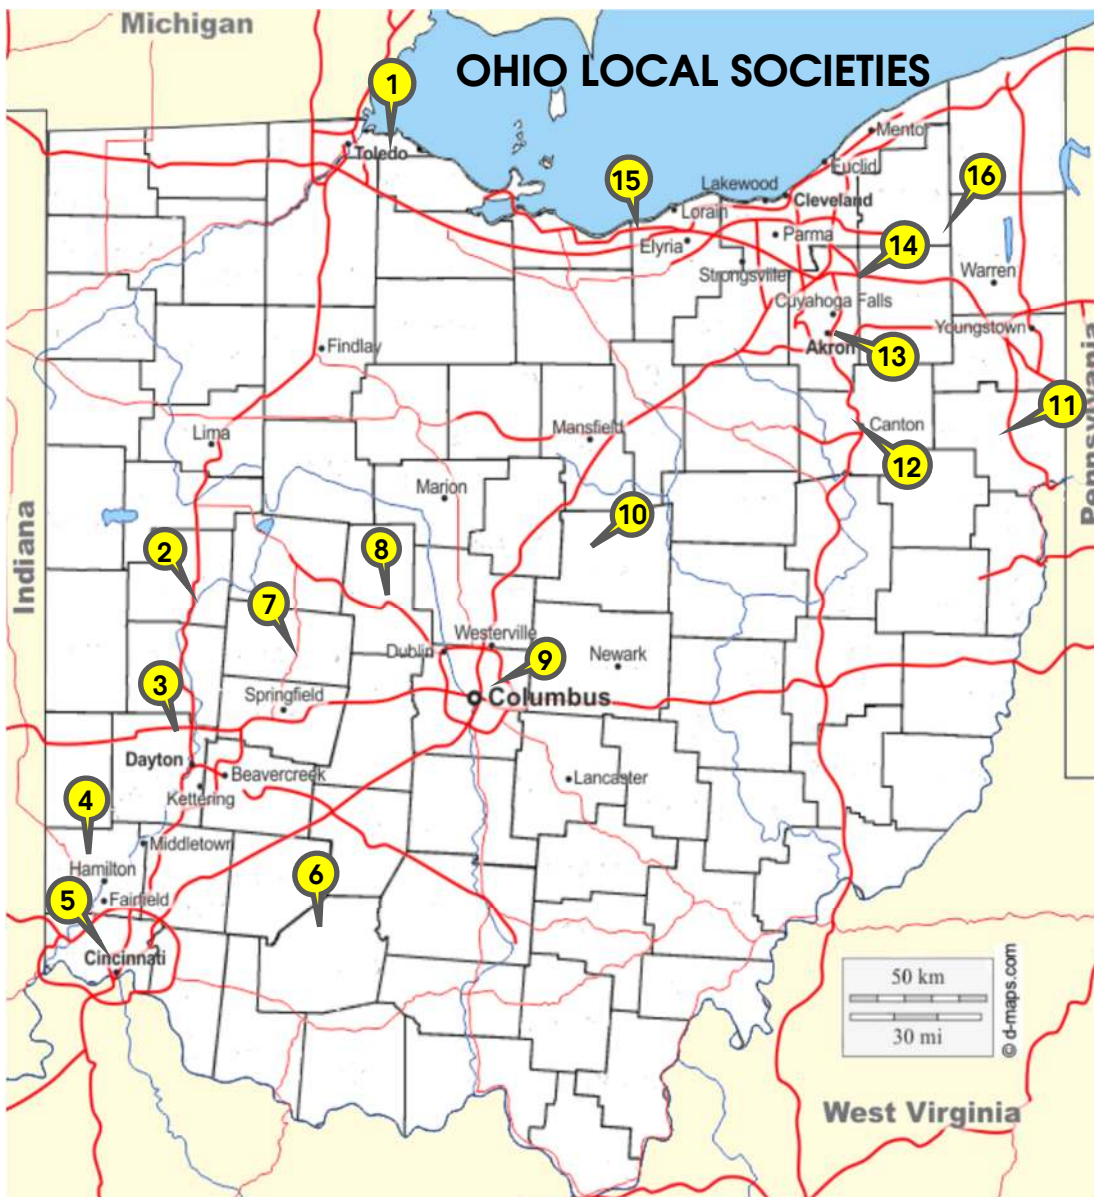 Michigan
OHIO LOCAL SOCIETIES
1
Mentor
Toledo
Euclid
15
Lakewood
16
Cleveland
Lorain
Parma
Elyria
14
Strongsville
Warren
Cuyahoga Falls
Youngstown
Findlay
Akron
13
Pennsylvania
11
Lima
Mansfield
Canton
12
Marion
Indiana
10
2
8
7
Westerville
Dublin
9
Newark
3
Springfield
Columbus
Dayton
Beavercreek
Lancaster
Kettering
4
Middletown
Hamilton
6
5
Fairfield
Cincinnati
50 km
30 mi
© d-maps.com
West Virginia